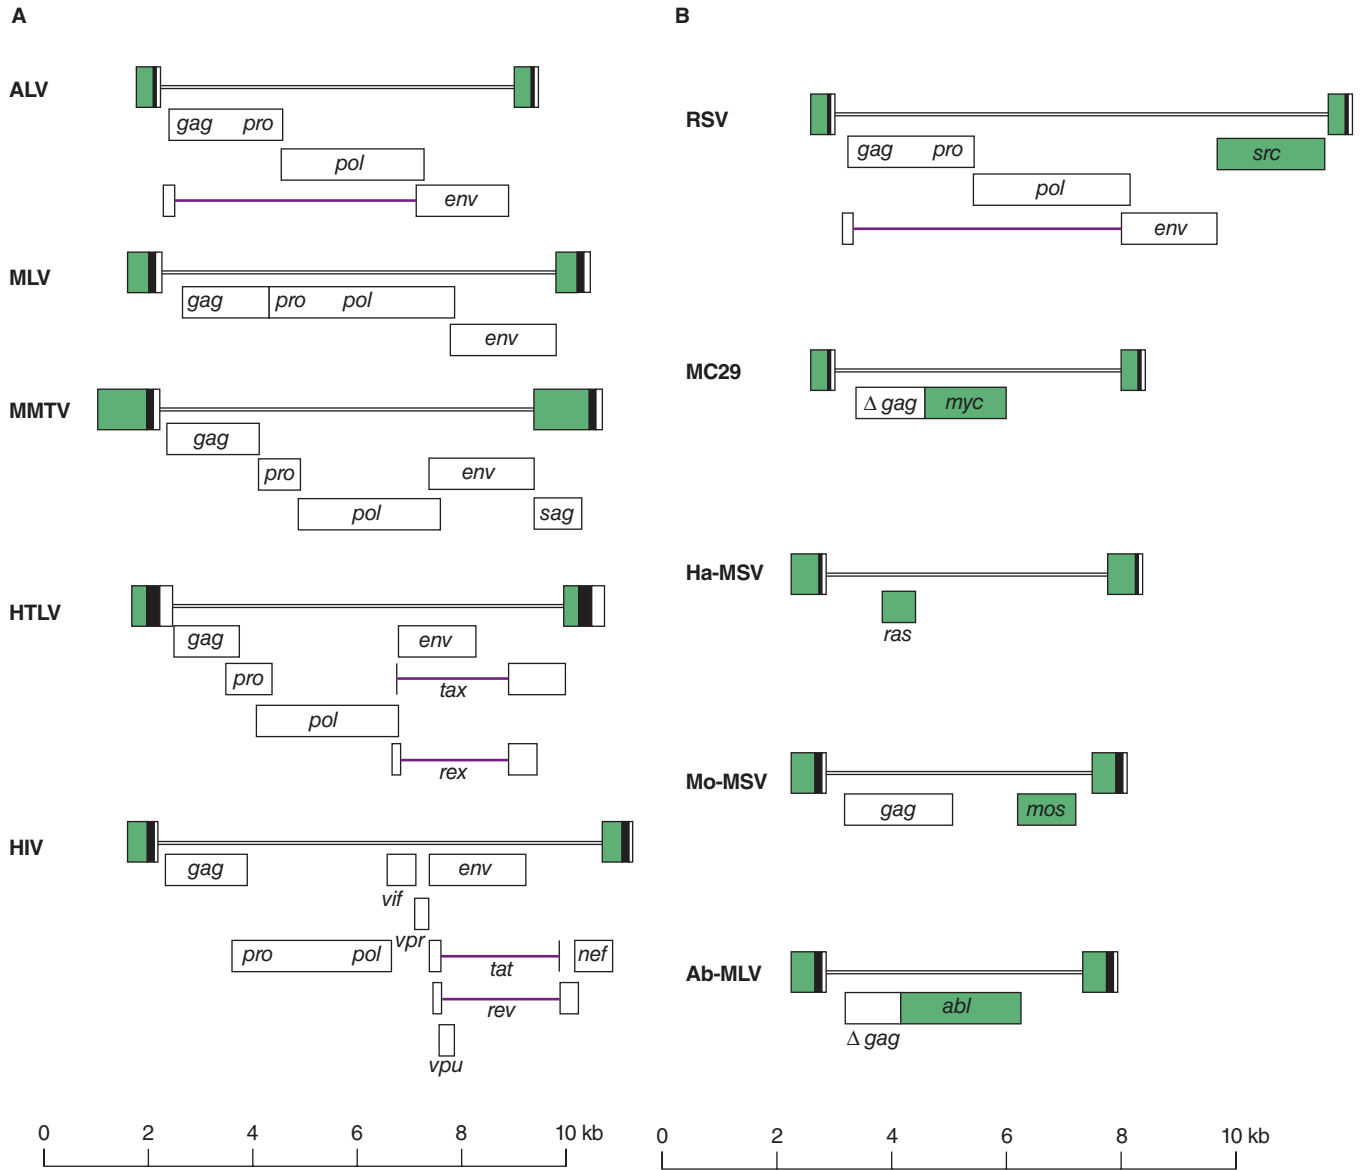 A
ALV
gag pro
pol
env
MLV
gag pro pol
env
MMTV
gag
pro env
pol sag
HTLV
gag env
pro
tax
pol
rex
HIV
gag env
vif
vpr
pro pol nef
tat
rev
vpu
0 2 4 6 8 10 kb
B
RSV
gag pro src
pol
env
MC29
Δ gag myc
Ha-MSV
ras
Mo-MSV
gag mos
Ab-MLV
abl
Δ gag
0 2 4 6 8 10 kb